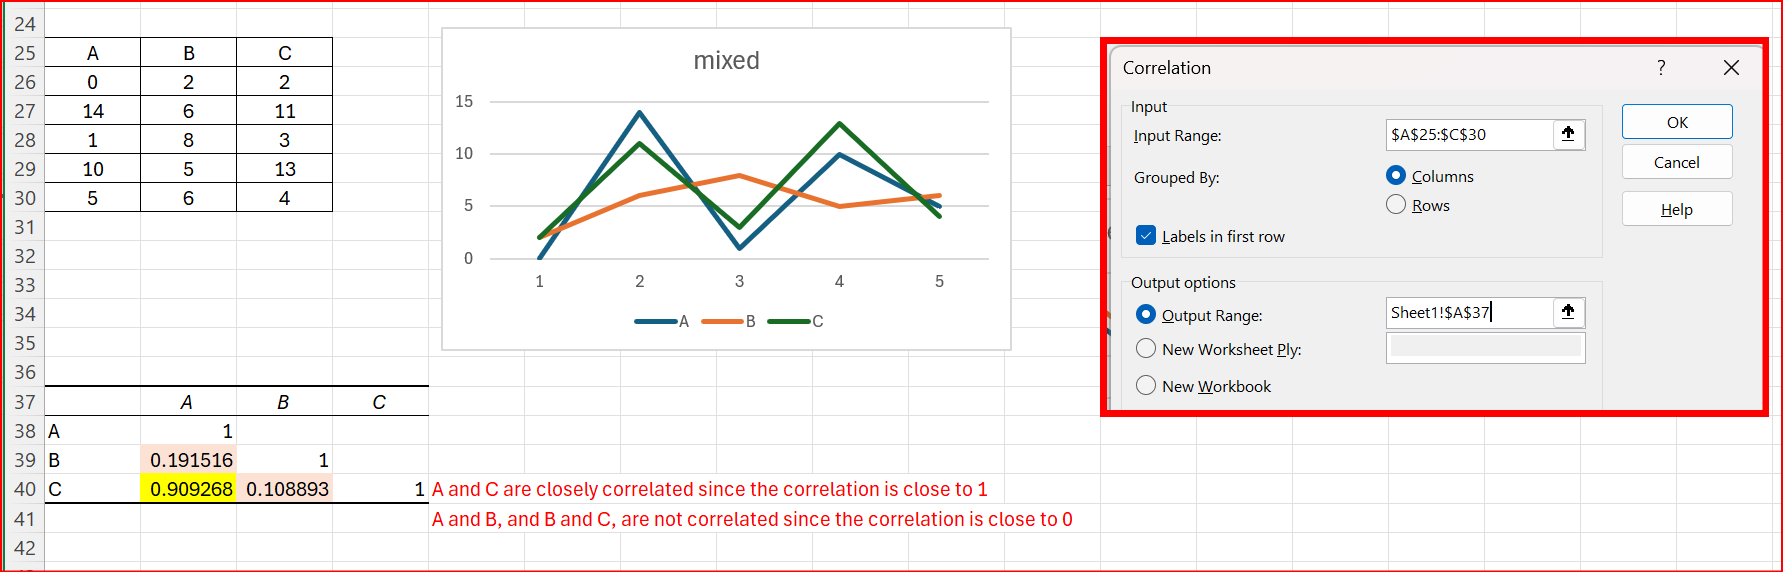 24
25 A B C
26 0 2 2
27 14 6 11
28 1 8 3
29 10 5 13
30 5 6 4
31
32
33
34
35
36
37 A B C
38 A 1
39 B 0.191516 1
40 C 0.909268 0.108893 1 A and C are closely correlated since the correlation is close to 1
41 A and B, and B and C, are not correlated since the correlation is close to 0
42
mixed
15
10
5
0
1 2 3 4 5
A B C
Correlation ?
Input
Input Range: $A$25:$C$30
Grouped By: Columns
Rows
Labels in first row
OK
Cancel
Help
Output options
Output Range: Sheet1!$A$37
New Worksheet Ply:
New Workbook